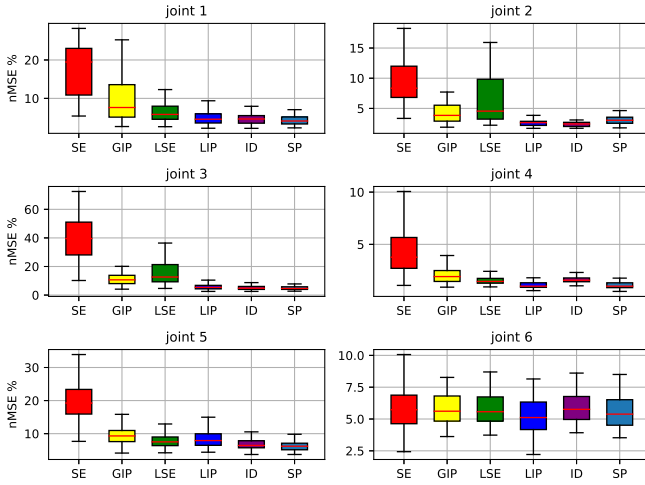 joint 1
joint 2
nMSE %
20
10
15
10
5
SE GIP LSE LIP ID SP
SE GIP LSE LIP ID SP
joint 3
joint 4
nMSE %
60
40
20
0
10
5
SE GIP LSE LIP ID SP
SE GIP LSE LIP ID SP
joint 5
joint 6
nMSE %
30
20
10
10.0
7.5
5.0
2.5
SE GIP LSE LIP ID SP
SE GIP LSE LIP ID SP